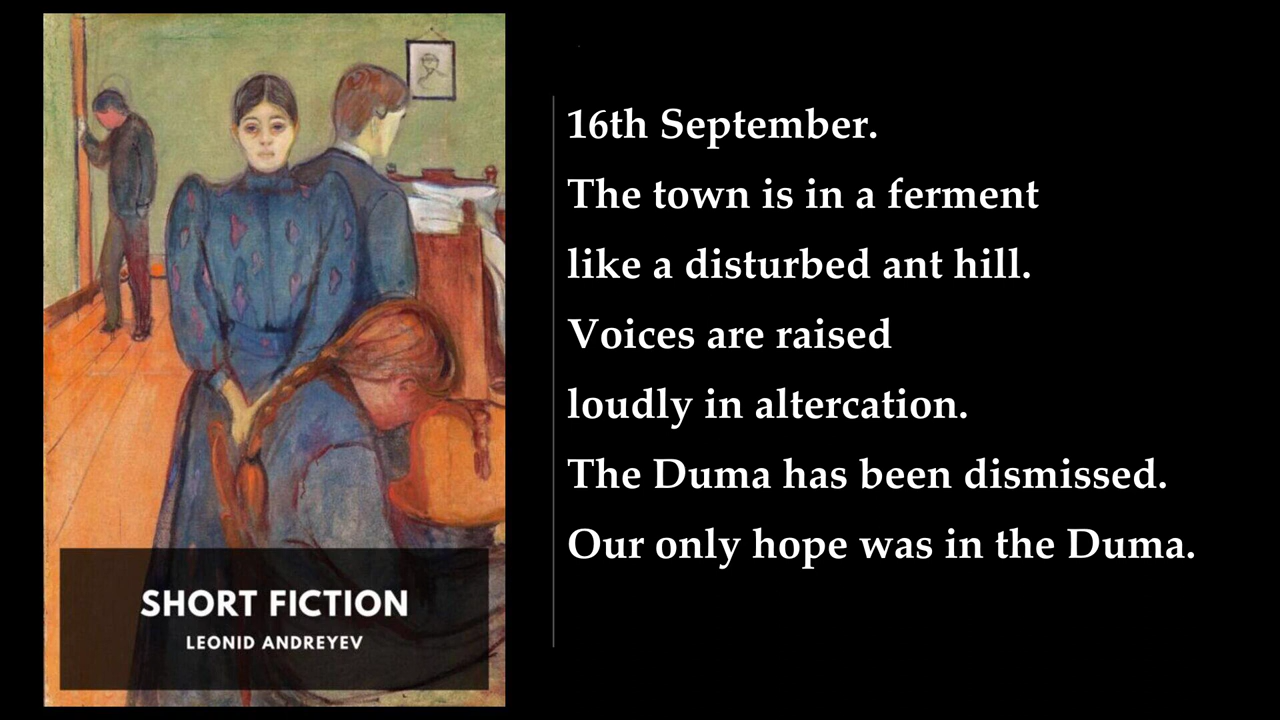 SHORT FICTION
LEONID ANDREYEV
16th September.
The town is in a ferment
like a disturbed ant hill.
Voices are raised
loudly in altercation.
The Duma has been dismissed.
Our only hope was in the Duma.